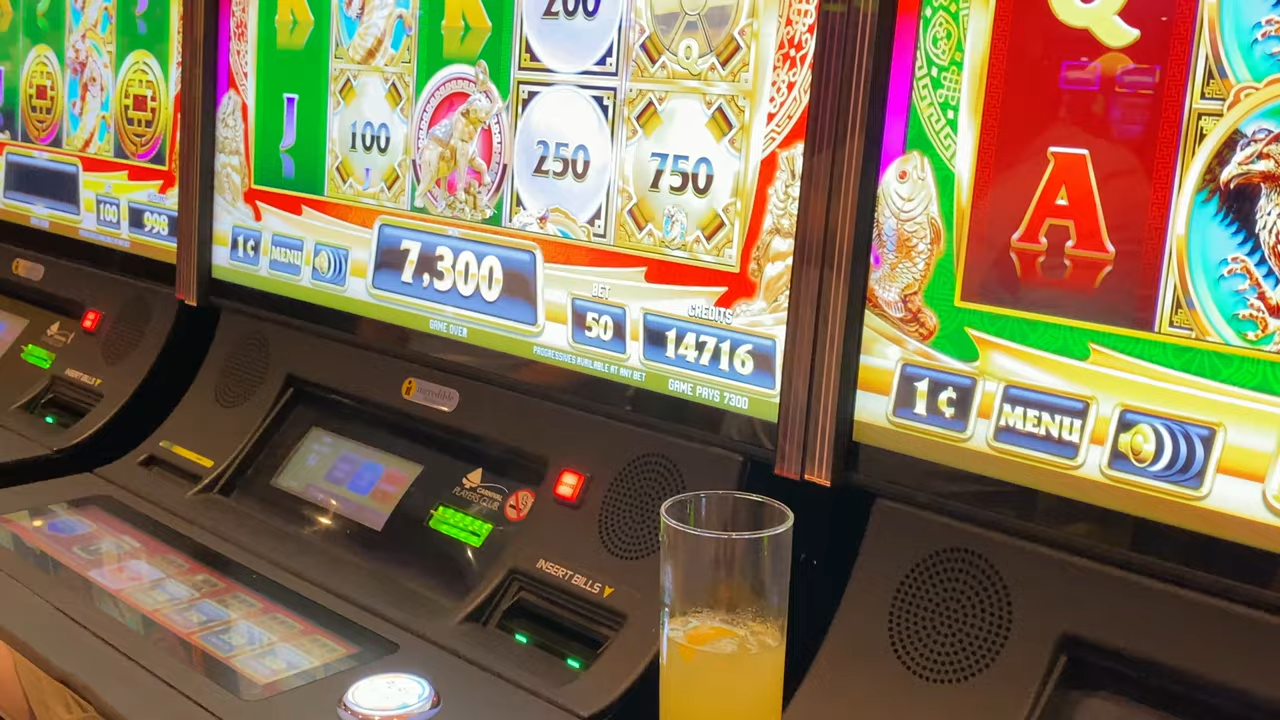 K
K
200
Q
J
100
250
750
Q
A
100
998
1¢
MENU
7,300
BET
50
CREDITS
14716
GAME OVER
PROGRESSIVES AVAILABLE AT ANY BET
GAME PAYS 7300
1¢
MENU
INSERT BILLS
incredible
CARNIVAL
PLAYERS CLUB
INSERT BILLS